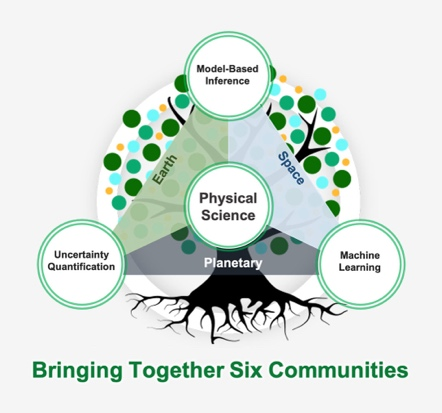 Model-Based
Inference
Earth
Space
Physical
Science
Uncertainty
Quantification
Planetary
Machine
Learning
Bringing Together Six Communities